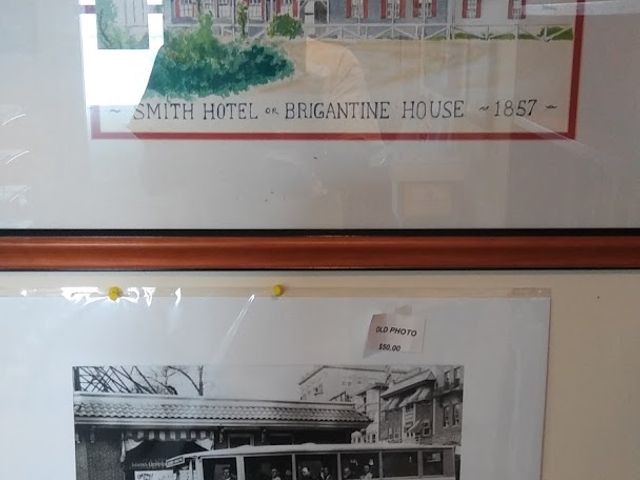 ~ SMITH HOTEL OR BRIGANTINE HOUSE ~ 1857 ~
OLD PHOTO
$50.00